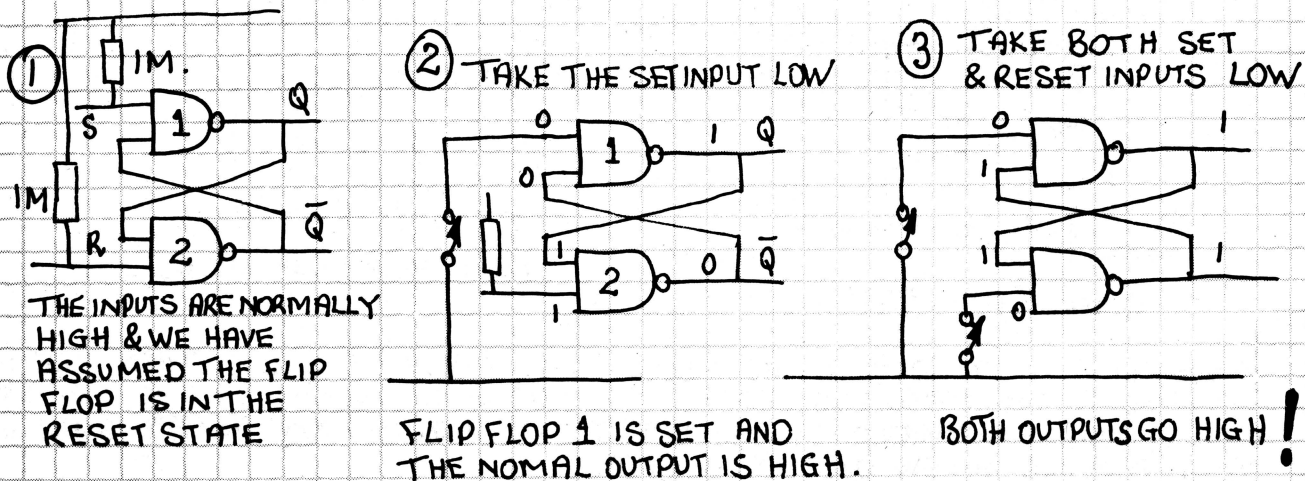 1
1M.
S
1
Q
1M
R
2
Q̅
THE INPUTS ARE NORMALLY
HIGH & WE HAVE
ASSUMED THE FLIP
FLOP IS IN THE
RESET STATE
2 TAKE THE SET INPUT LOW
0
1
1 Q
0
1
2
0 Q̅
1
FLIP FLOP 1 IS SET AND
THE NOMAL OUTPUT IS HIGH.
3 TAKE BOTH SET
& RESET INPUTS LOW
0
1
1
1
1
0
BOTH OUTPUTS GO HIGH !